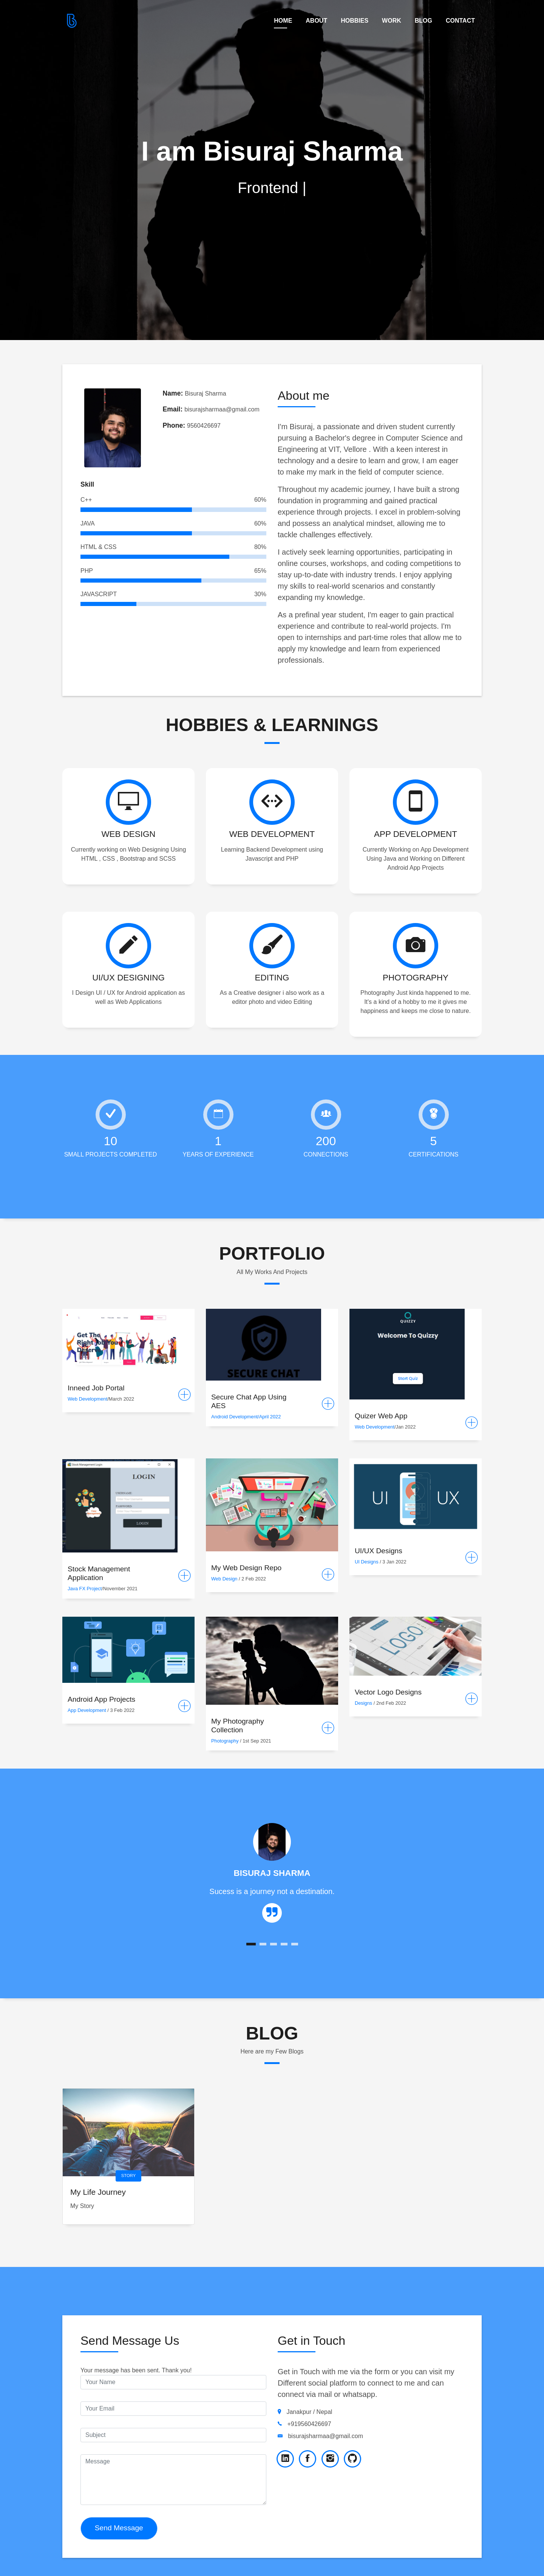 HOME ABOUT HOBBIES WORK BLOG CONTACT
I am Bisuraj Sharma
Frontend |
Name: Bisuraj Sharma
Email: bisurajsharmaa@gmail.com
Phone: 9560426697
Skill
C++ 60%
JAVA 60%
HTML & CSS 80%
PHP 65%
JAVASCRIPT 30%
About me
I'm Bisuraj, a passionate and driven student currently
pursuing a Bachelor's degree in Computer Science and
Engineering at VIT, Vellore . With a keen interest in
technology and a desire to learn and grow, I am eager
to make my mark in the field of computer science.
Throughout my academic journey, I have built a strong
foundation in programming and gained practical
experience through projects. I excel in problem-solving
and possess an analytical mindset, allowing me to
tackle challenges effectively.
I actively seek learning opportunities, participating in
online courses, workshops, and coding competitions to
stay up-to-date with industry trends. I enjoy applying
my skills to real-world scenarios and constantly
expanding my knowledge.
As a prefinal year student, I'm eager to gain practical
experience and contribute to real-world projects. I'm
open to internships and part-time roles that allow me to
apply my knowledge and learn from experienced
professionals.
HOBBIES & LEARNINGS
WEB DESIGN
Currently working on Web Designing Using
HTML , CSS , Bootstrap and SCSS
WEB DEVELOPMENT
Learning Backend Development using
Javascript and PHP
APP DEVELOPMENT
Currently Working on App Development
Using Java and Working on Different
Android App Projects
UI/UX DESIGNING
I Design UI / UX for Android application as
well as Web Applications
EDITING
As a Creative designer i also work as a
editor photo and video Editing
PHOTOGRAPHY
Photography Just kinda happened to me.
It's a kind of a hobby to me it gives me
happiness and keeps me close to nature.
10
SMALL PROJECTS COMPLETED
1
YEARS OF EXPERIENCE
200
CONNECTIONS
5
CERTIFICATIONS
PORTFOLIO
All My Works And Projects
Get The
Right Job You
Deserve
Inneed Job Portal
Web Development/March 2022
SECURE CHAT
Secure Chat App Using
AES
Android Development/April 2022
QUIZZY
Welcome To Quizzy
Start Quiz
Quizer Web App
Web Development/Jan 2022
LOGIN
LOGIN
Stock Management
Application
Java FX Project/November 2021
My Web Design Repo
Web Design / 2 Feb 2022
UI UX
UI/UX Designs
UI Designs / 3 Jan 2022
Android App Projects
App Development / 3 Feb 2022
My Photography
Collection
Photography / 1st Sep 2021
LOGO
Vector Logo Designs
Designs / 2nd Feb 2022
BISURAJ SHARMA
Sucess is a journey not a destination.
BLOG
Here are my Few Blogs
STORY
My Life Journey
My Story
Send Message Us
Your message has been sent. Thank you!
Your Name
Your Email
Subject
Message
Send Message
Get in Touch
Get in Touch with me via the form or you can visit my
Different social platform to connect to me and can
connect via mail or whatsapp.
Janakpur / Nepal
+919560426697
bisurajsharmaa@gmail.com